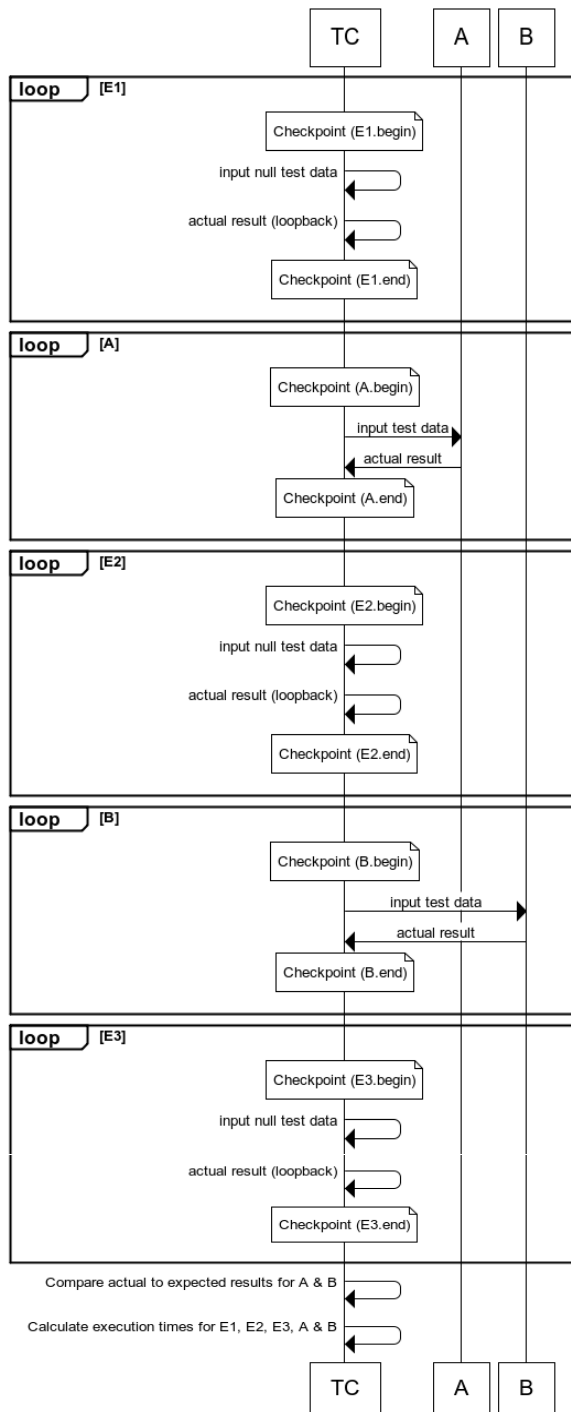 TC A B
loop [E1]
Checkpoint (E1.begin)
input null test data
actual result (loopback)
Checkpoint (E1.end)
loop [A]
Checkpoint (A.begin)
input test data
actual result
Checkpoint (A.end)
loop [E2]
Checkpoint (E2.begin)
input null test data
actual result (loopback)
Checkpoint (E2.end)
loop [B]
Checkpoint (B.begin)
input test data
actual result
Checkpoint (B.end)
loop [E3]
Checkpoint (E3.begin)
input null test data
actual result (loopback)
Checkpoint (E3.end)
Compare actual to expected results for A & B
Calculate execution times for E1, E2, E3, A & B
TC A B